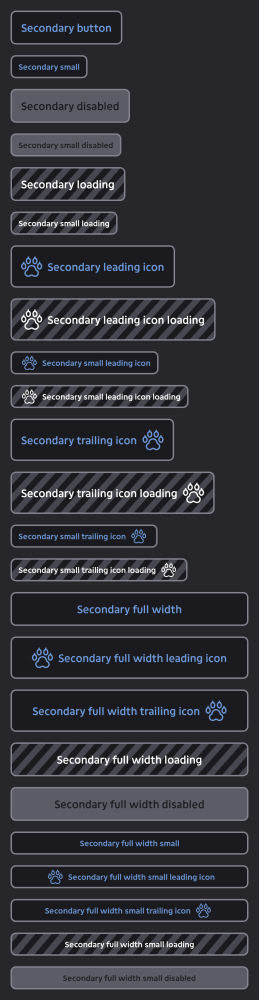 Secondary button
Secondary small
Secondary disabled
Secondary small disabled
Secondary loading
Secondary small loading
Secondary leading icon
Secondary leading icon loading
Secondary small leading icon
Secondary small leading icon loading
Secondary trailing icon
Secondary trailing icon loading
Secondary small trailing icon
Secondary small trailing icon loading
Secondary full width
Secondary full width leading icon
Secondary full width trailing icon
Secondary full width loading
Secondary full width disabled
Secondary full width small
Secondary full width small leading icon
Secondary full width small trailing icon
Secondary full width small loading
Secondary full width small disabled